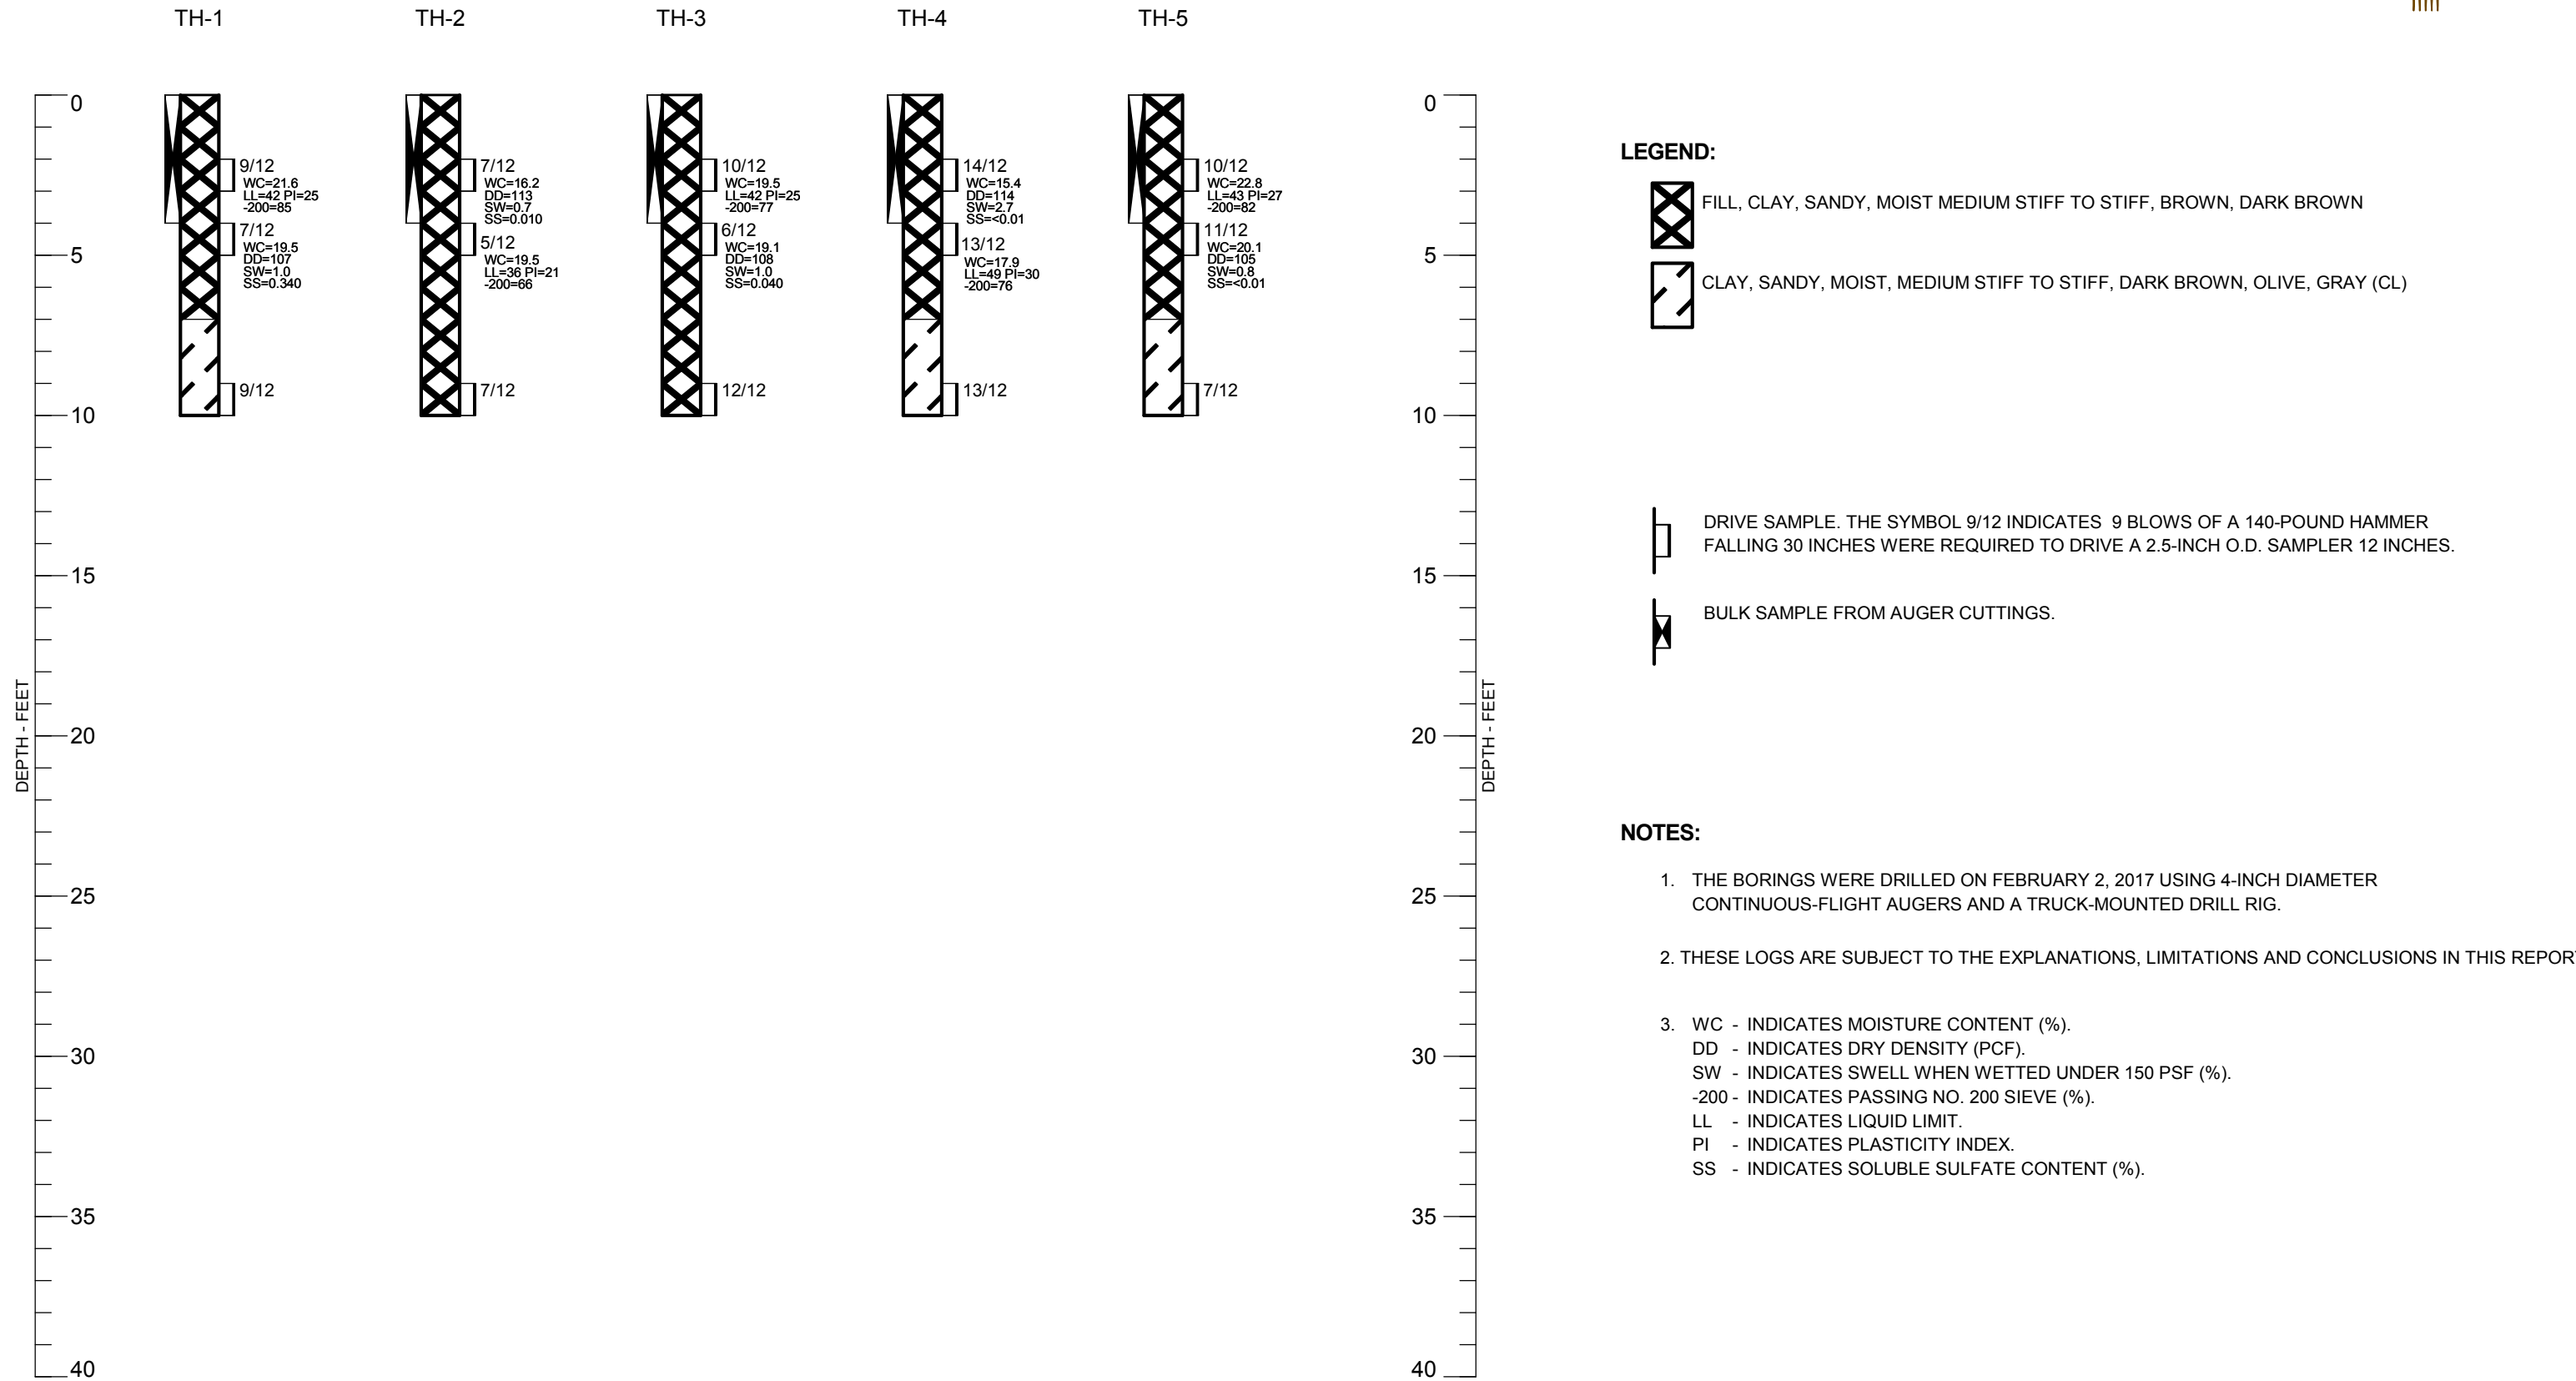 TH-1 TH-2 TH-3 TH-4 TH-5
0
5
10
15
20
25
30
35
40
DEPTH - FEET
9/12
WC=21.6
LL=42 PI=25
-200=85
7/12
WC=19.5
DD=107
SW=1.0
SS=0.340
9/12
7/12
WC=16.2
DD=113
SW=0.7
SS=0.010
5/12
WC=19.5
LL=36 PI=21
-200=66
7/12
10/12
WC=19.5
LL=42 PI=25
-200=77
6/12
WC=19.1
DD=108
SW=1.0
SS=0.040
12/12
14/12
WC=15.4
DD=114
SW=2.7
SS=<0.01
13/12
WC=17.9
LL=49 PI=30
-200=76
13/12
10/12
WC=22.8
LL=43 PI=27
-200=82
11/12
WC=20.1
DD=105
SW=0.8
SS=<0.01
7/12
0
5
10
15
20
25
30
35
40
DEPTH - FEET
LEGEND:
FILL, CLAY, SANDY, MOIST MEDIUM STIFF TO STIFF, BROWN, DARK BROWN
CLAY, SANDY, MOIST, MEDIUM STIFF TO STIFF, DARK BROWN, OLIVE, GRAY (CL)
DRIVE SAMPLE. THE SYMBOL 9/12 INDICATES 9 BLOWS OF A 140-POUND HAMMER
FALLING 30 INCHES WERE REQUIRED TO DRIVE A 2.5-INCH O.D. SAMPLER 12 INCHES.
BULK SAMPLE FROM AUGER CUTTINGS.
NOTES:
1. THE BORINGS WERE DRILLED ON FEBRUARY 2, 2017 USING 4-INCH DIAMETER
CONTINUOUS-FLIGHT AUGERS AND A TRUCK-MOUNTED DRILL RIG.
2. THESE LOGS ARE SUBJECT TO THE EXPLANATIONS, LIMITATIONS AND CONCLUSIONS IN THIS REPOR
3. WC - INDICATES MOISTURE CONTENT (%).
DD - INDICATES DRY DENSITY (PCF).
SW - INDICATES SWELL WHEN WETTED UNDER 150 PSF (%).
-200 - INDICATES PASSING NO. 200 SIEVE (%).
LL - INDICATES LIQUID LIMIT.
PI - INDICATES PLASTICITY INDEX.
SS - INDICATES SOLUBLE SULFATE CONTENT (%).